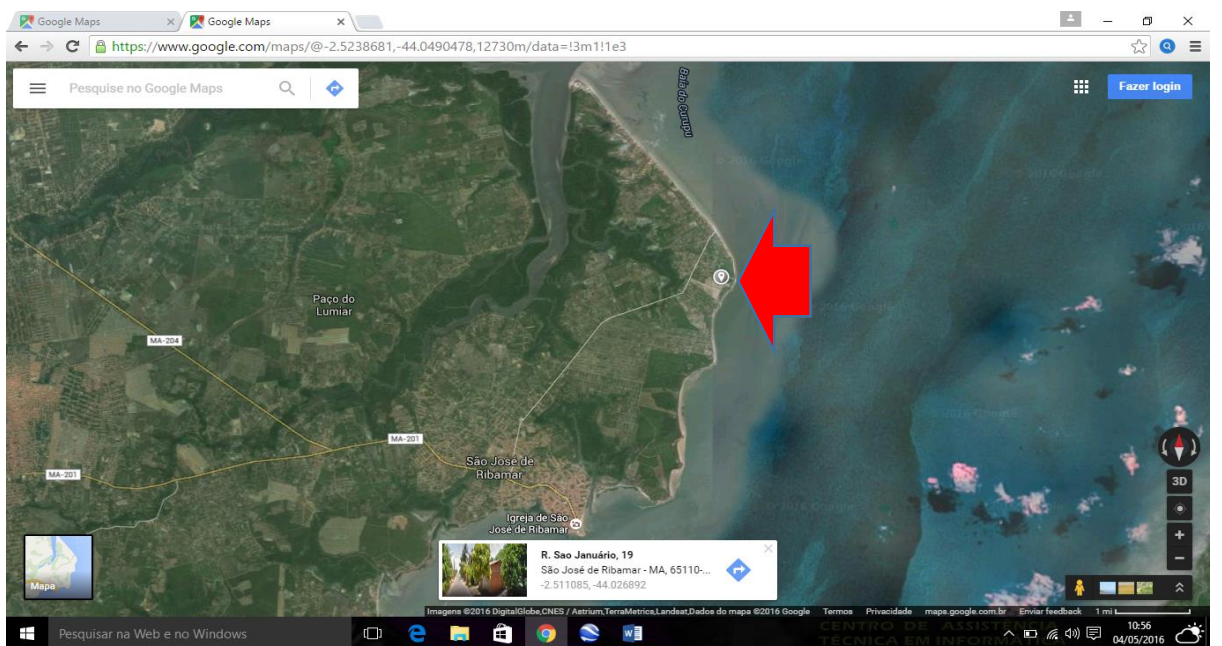 Google Maps
Google Maps
https://www.google.com/maps/@-2.5238681,-44.0490478,12730m/data=!3m1!1e3
Pesquise no Google Maps
Fazer login
Baía do Curupu
© 2016 Google
Paço do
Lumiar
MA-204
MA-201
MA-201
São José de
Ribamar
Igreja de São
José de Ribamar
3D
Mapa
R. Sao Januário, 19
São José de Ribamar - MA, 65110-...
-2.511085, -44.026892
Imagens ©2016 DigitalGlobe,CNES / Astrium,TerraMetrics,Landsat,Dados do mapa ©2016 Google Termos Privacidade maps.google.com.br Enviar feedback 1 mi
Pesquisar na Web e no Windows
CENTRO DE ASSISTÊNCIA
TÉCNICA EM INFORMÁTICA
10:56
04/05/2016